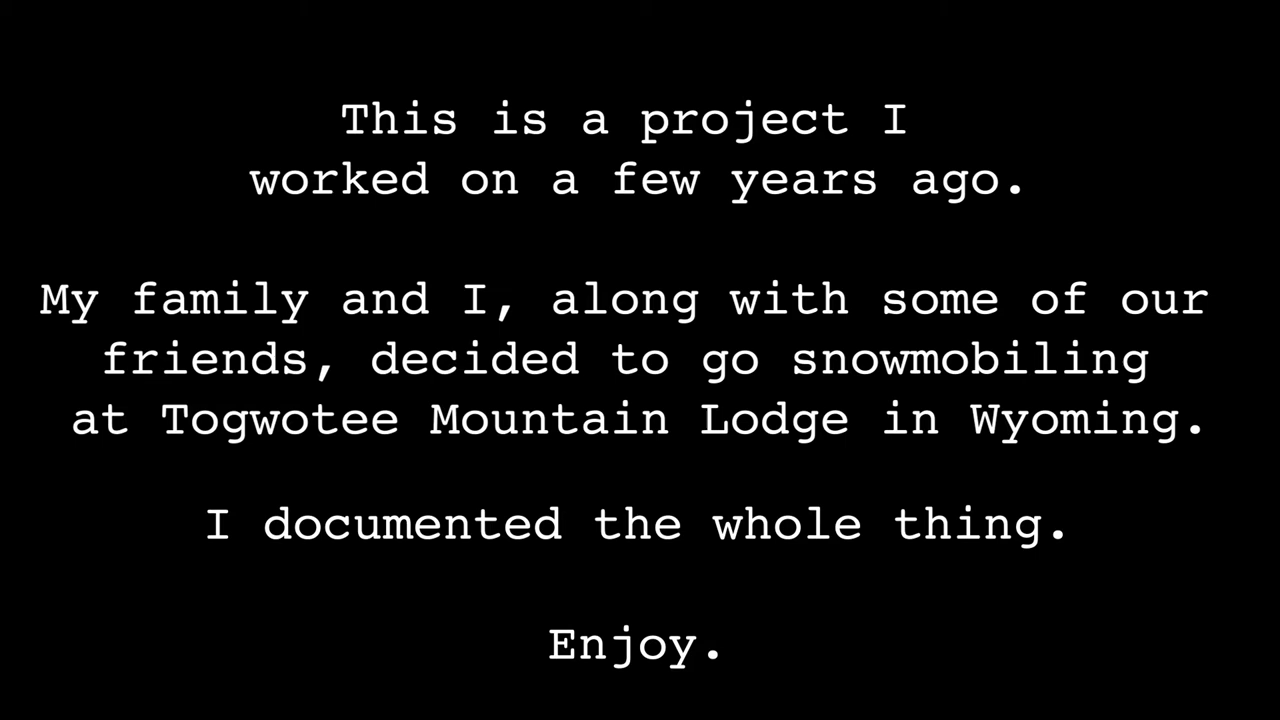 This is a project I
worked on a few years ago.
My family and I, along with some of our
friends, decided to go snowmobiling
at Togwotee Mountain Lodge in Wyoming.
I documented the whole thing.
Enjoy.